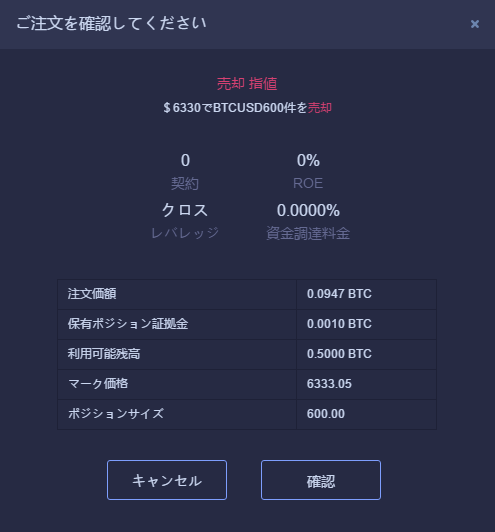 ご注文を確認してください ×
売却 指値
$ 6330でBTCUSD600件を売却
0 0%
契約 ROE
クロス 0.0000%
レバレッジ 資金調達料金
注文価額 0.0947 BTC
保有ポジション証拠金 0.0010 BTC
利用可能残高 0.5000 BTC
マーク価格 6333.05
ポジションサイズ 600.00
キャンセル 確認